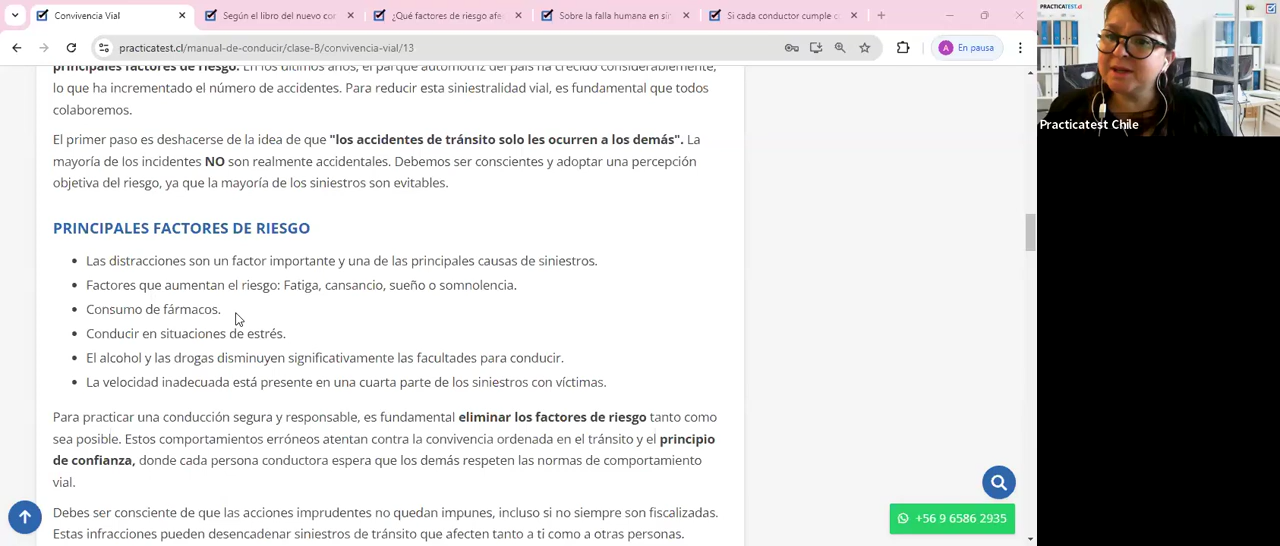 Convivencia Vial
Según el libro del nuevo con
¿Qué factores de riesgo afe
Sobre la falla humana en sin
Si cada conductor cumple c
practicatest.cl/manual-de-conducir/clase-B/convivencia-vial/13
A En pausa
principales factores de riesgo. En los últimos años, el parque automotriz del país ha crecido considerablemente,
lo que ha incrementado el número de accidentes. Para reducir esta siniestralidad vial, es fundamental que todos
colaboremos.
El primer paso es deshacerse de la idea de que "los accidentes de tránsito solo les ocurren a los demás". La
mayoría de los incidentes NO son realmente accidentales. Debemos ser conscientes y adoptar una percepción
objetiva del riesgo, ya que la mayoría de los siniestros son evitables.
PRINCIPALES FACTORES DE RIESGO
• Las distracciones son un factor importante y una de las principales causas de siniestros.
• Factores que aumentan el riesgo: Fatiga, cansancio, sueño o somnolencia.
• Consumo de fármacos.
• Conducir en situaciones de estrés.
• El alcohol y las drogas disminuyen significativamente las facultades para conducir.
• La velocidad inadecuada está presente en una cuarta parte de los siniestros con víctimas.
Para practicar una conducción segura y responsable, es fundamental eliminar los factores de riesgo tanto como
sea posible. Estos comportamientos erróneos atentan contra la convivencia ordenada en el tránsito y el principio
de confianza, donde cada persona conductora espera que los demás respeten las normas de comportamiento
vial.
Debes ser consciente de que las acciones imprudentes no quedan impunes, incluso si no siempre son fiscalizadas.
Estas infracciones pueden desencadenar siniestros de tránsito que afecten tanto a ti como a otras personas.
+56 9 6586 2935
PRACTICATEST.cl
Practicatest Chile